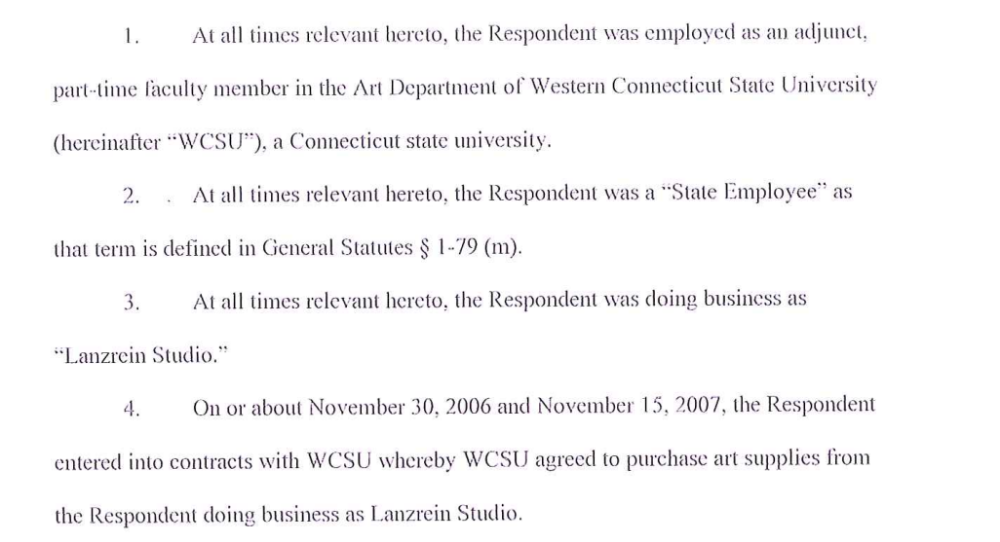 1. At all times relevant hereto, the Respondent was employed as an adjunct,
part-time faculty member in the Art Department of Western Connecticut State University
(hereinafter “WCSU”), a Connecticut state university.
2. . At all times relevant hereto, the Respondent was a “State Employee” as
that term is defined in General Statutes § 1-79 (m).
3. At all times relevant hereto, the Respondent was doing business as
“Lanzrein Studio.”
4. On or about November 30, 2006 and November 15, 2007, the Respondent
entered into contracts with WCSU whereby WCSU agreed to purchase art supplies from
the Respondent doing business as Lanzrein Studio.